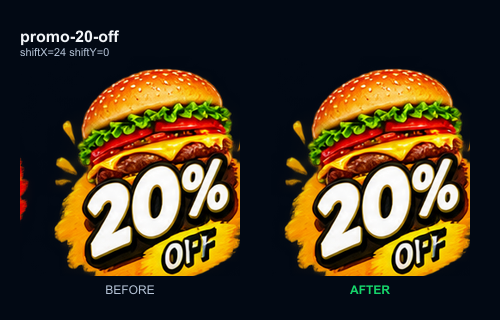 promo-20-off
shiftX=24 shiftY=0
20%
OFF
20%
OFF
BEFORE
AFTER